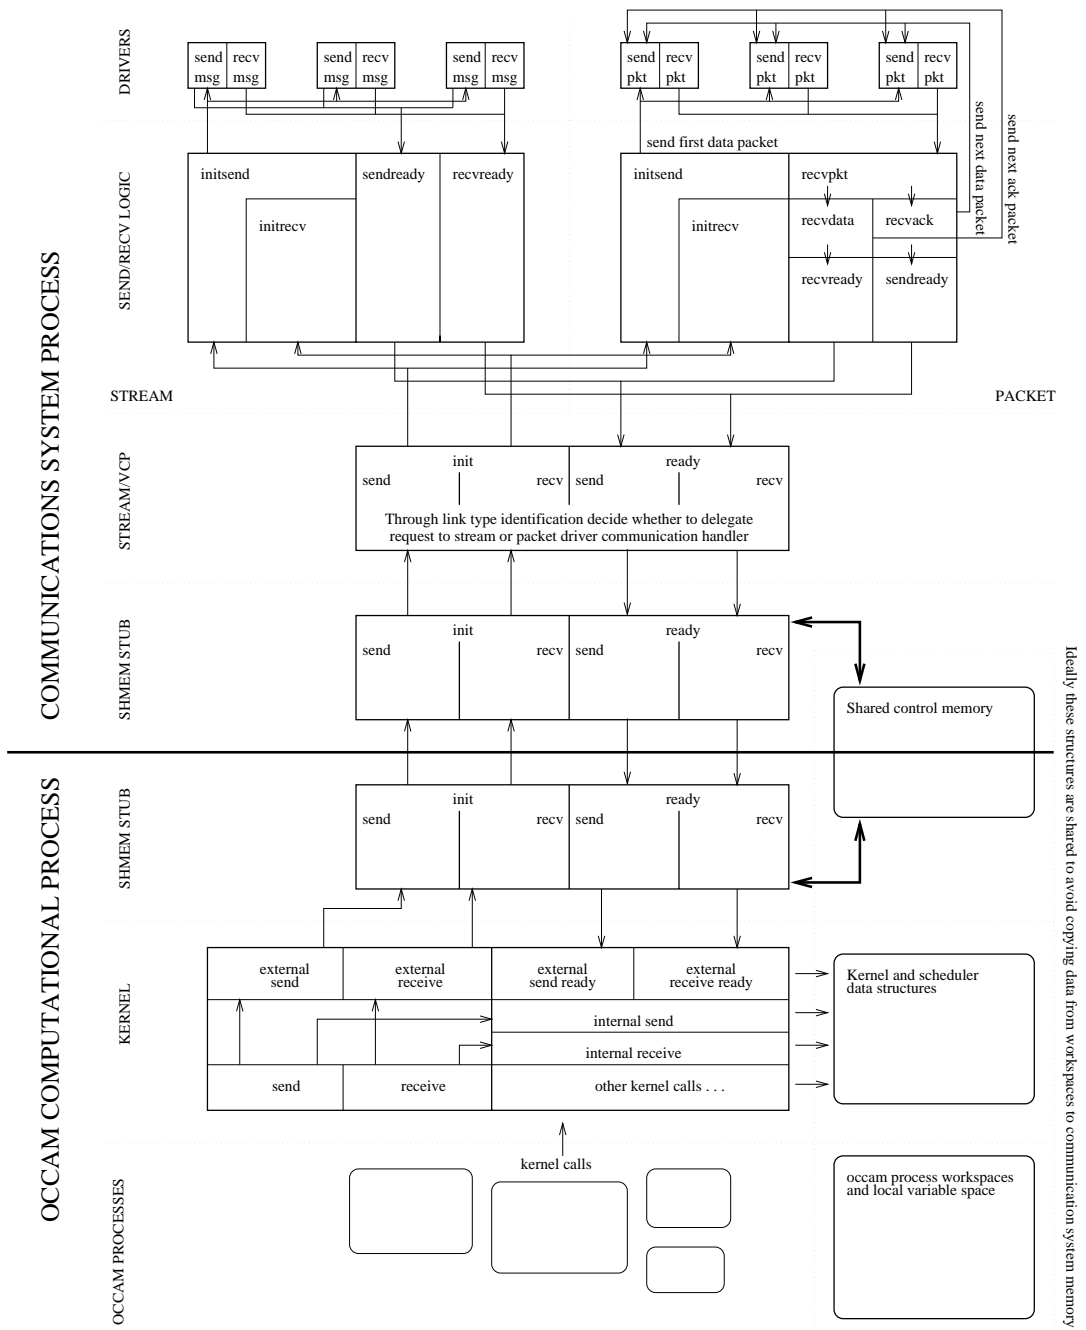 DRIVERS
send recv
msg msg
send recv
msg msg
send recv
msg msg
send recv
pkt pkt
send recv
pkt pkt
send recv
pkt pkt
send first data packet
send next data packet
send next ack packet
COMMUNICATIONS SYSTEM PROCESS
SEND/RECV LOGIC
initsend
initrecv
sendready
recvready
initsend
initrecv
recvpkt
recvdata
recvack
recvready
sendready
STREAM
PACKET
STREAM/VCP
init
ready
send
recv
send
recv
Through link type identification decide whether to delegate
request to stream or packet driver communication handler
SHMEM STUB
init
ready
send
recv
send
recv
Shared control memory
OCCAM COMPUTATIONAL PROCESS
SHMEM STUB
init
ready
send
recv
send
recv
KERNEL
external
send
external
receive
external
send ready
external
receive ready
internal send
internal receive
send
receive
other kernel calls . . .
Kernel and scheduler
data structures
kernel calls
OCCAM PROCESSES
occam process workspaces
and local variable space
Ideally these structures are shared to avoid copying data from workspaces to communication system memory